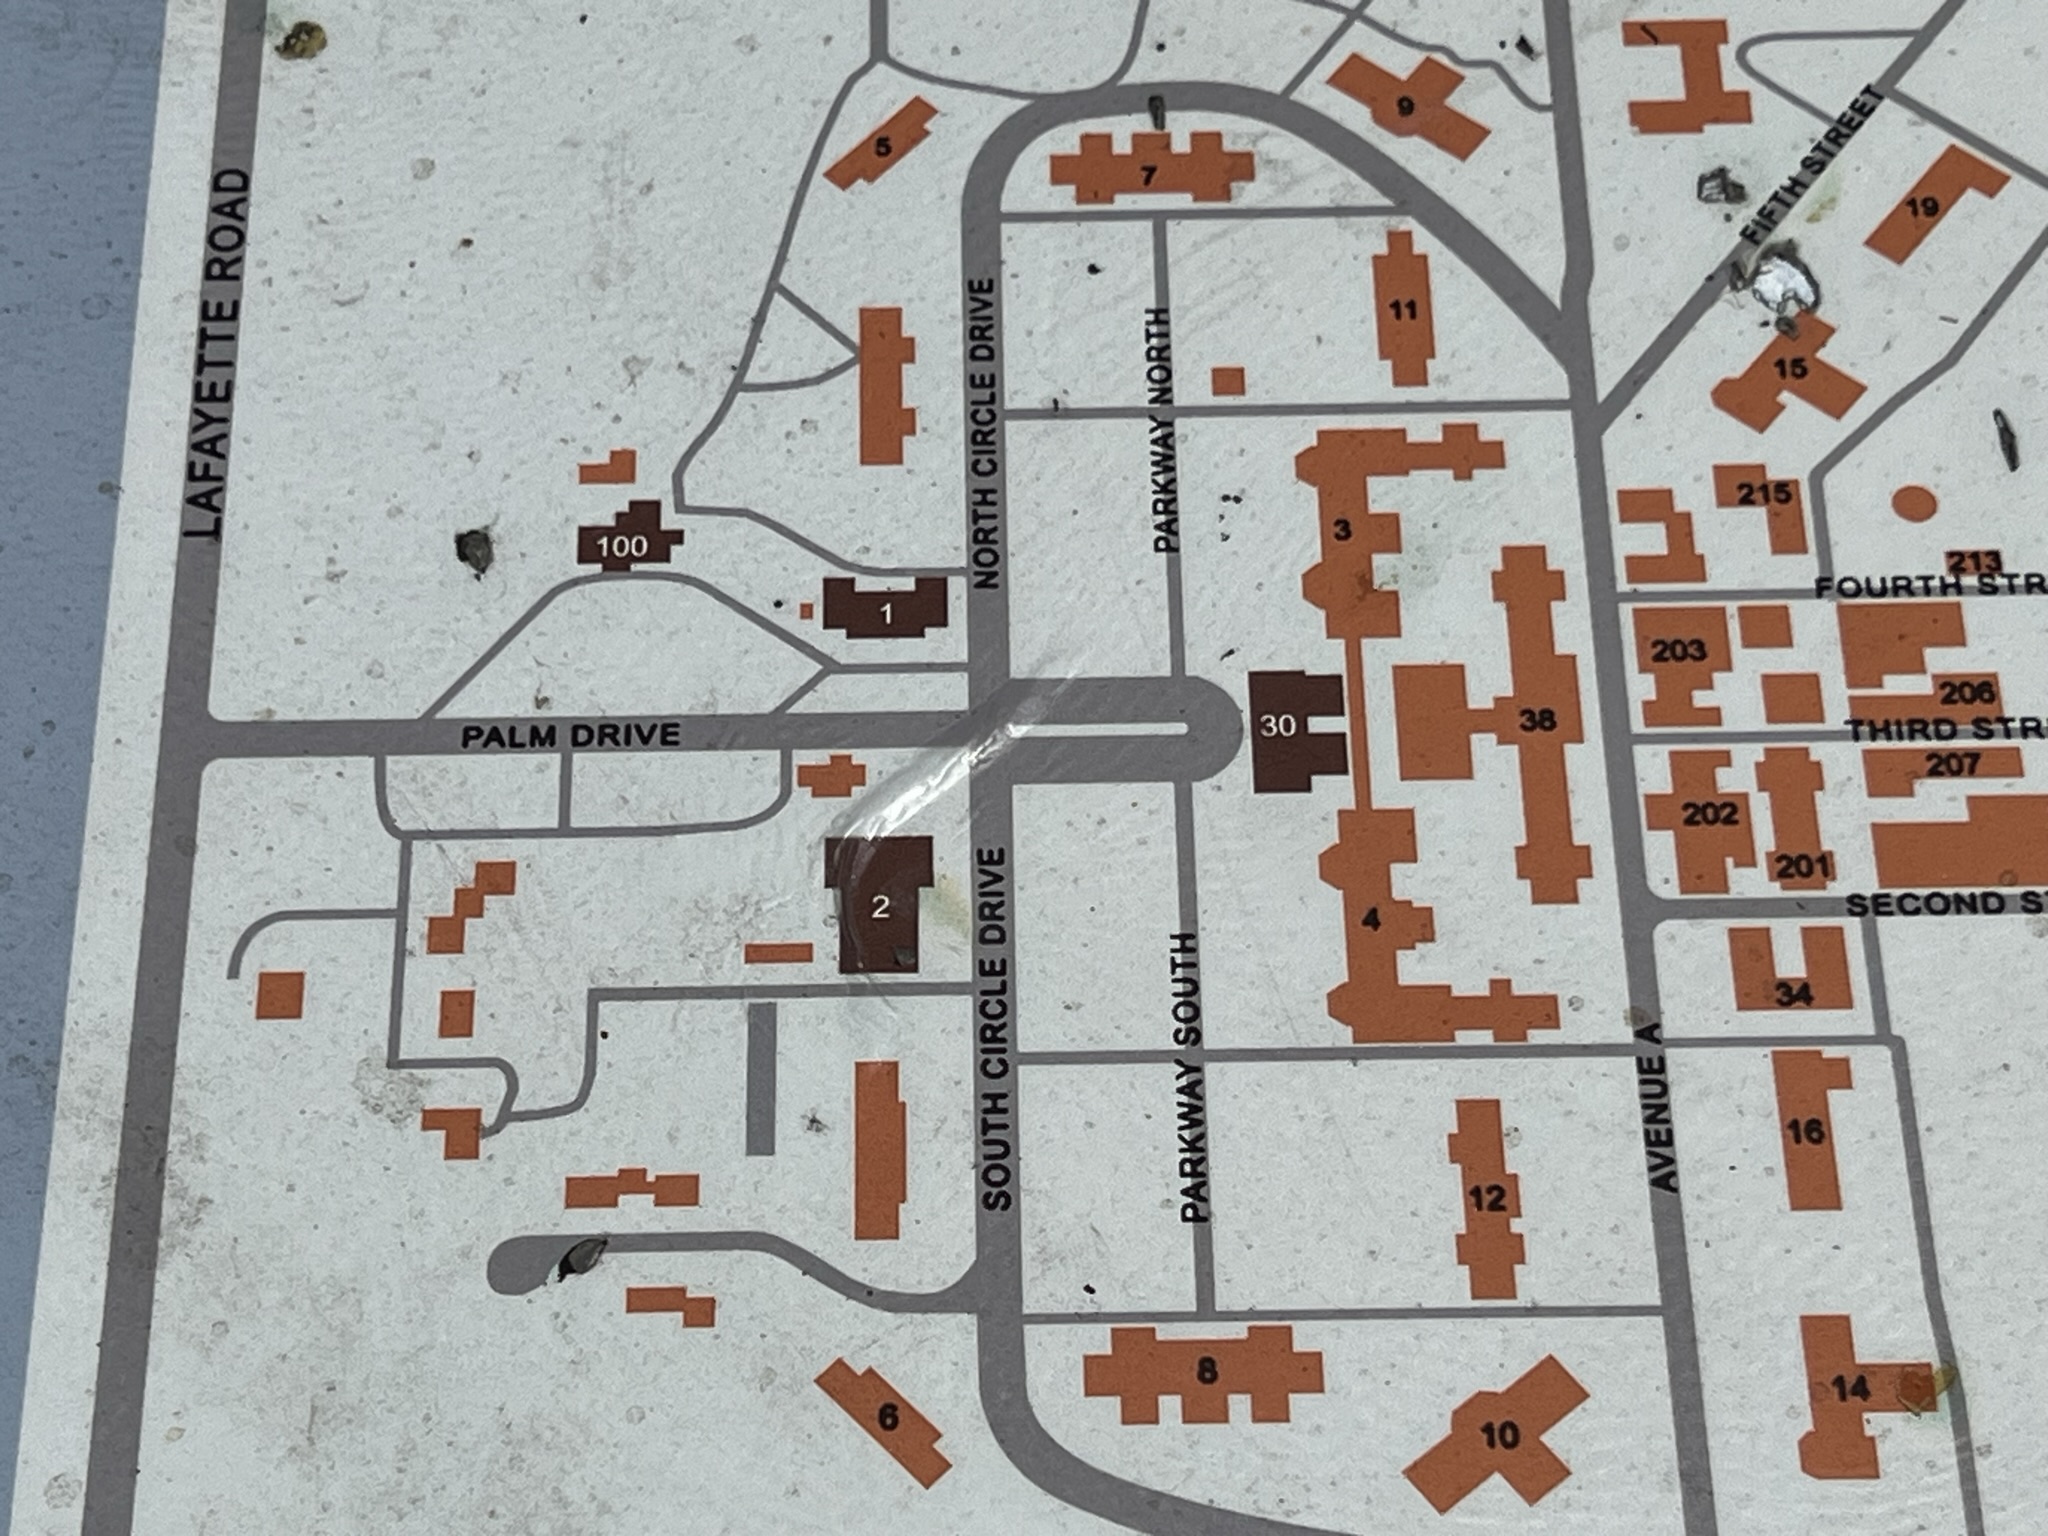 9
5
7
FIFTH STREET
19
LAFAYETTE ROAD
NORTH CIRCLE DRIVE
PARKWAY NORTH
11
15
215
3
100
1
213
FOURTH STR
203
30
38
206
PALM DRIVE
THIRD STR
207
202
201
2
4
SECOND ST
SOUTH CIRCLE DRIVE
PARKWAY SOUTH
34
AVENUE A
16
12
8
14
6
10